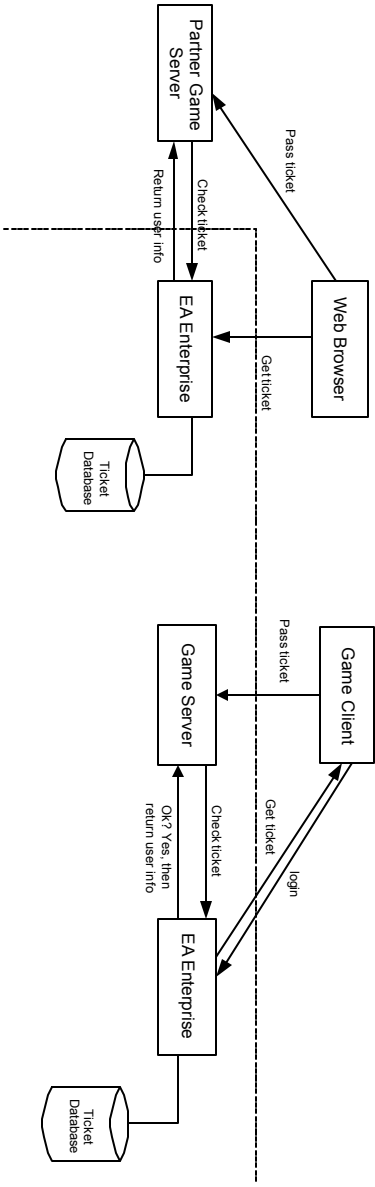 Web Browser
Pass ticket
Get ticket
Partner Game
Server
Check ticket
Return user info
EA Enterprise
Ticket
Database
Game Client
Pass ticket
Get ticket
login
Game Server
Check ticket
Ok? Yes, then
return user info
EA Enterprise
Ticket
Database